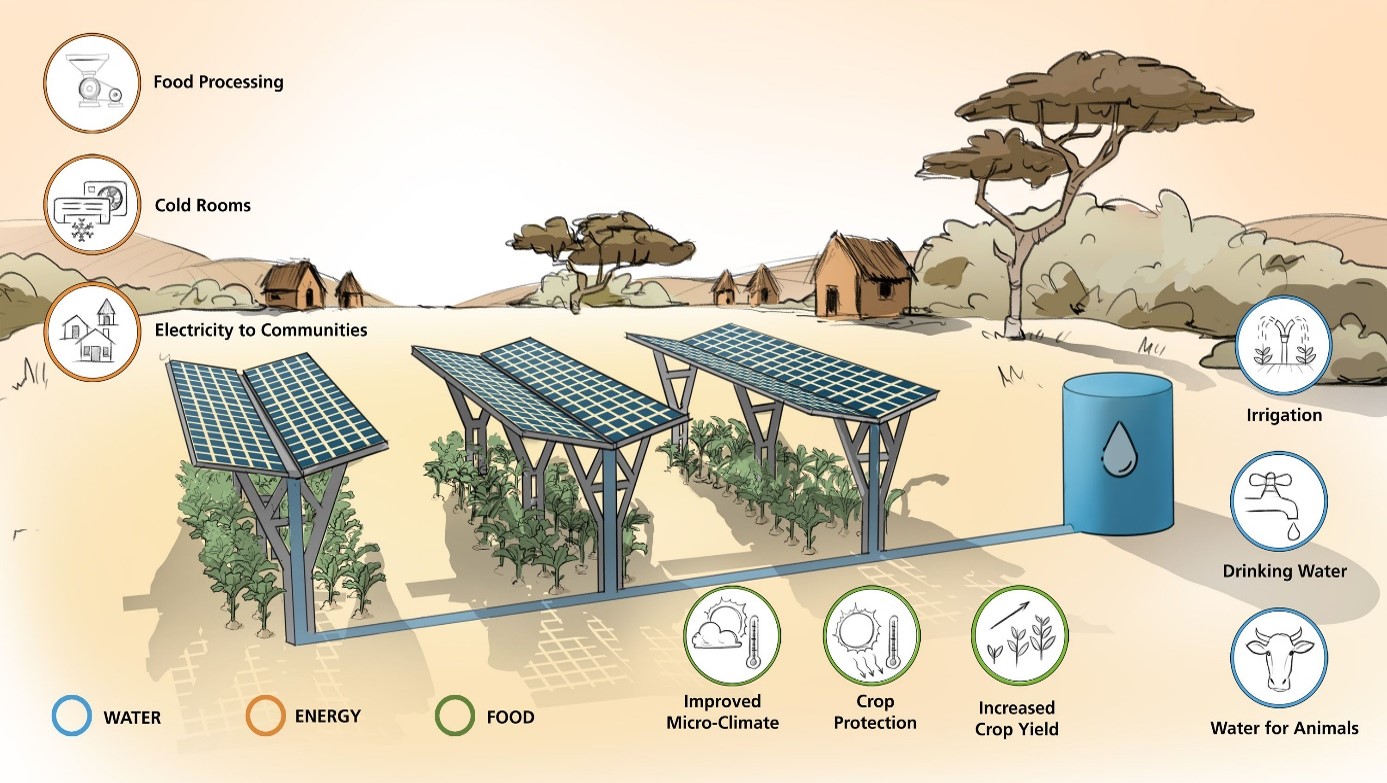 Food Processing
Cold Rooms
Electricity to Communities
Irrigation
Drinking Water
Water for Animals
Improved
Micro-Climate
Crop
Protection
Increased
Crop Yield
WATER
ENERGY
FOOD